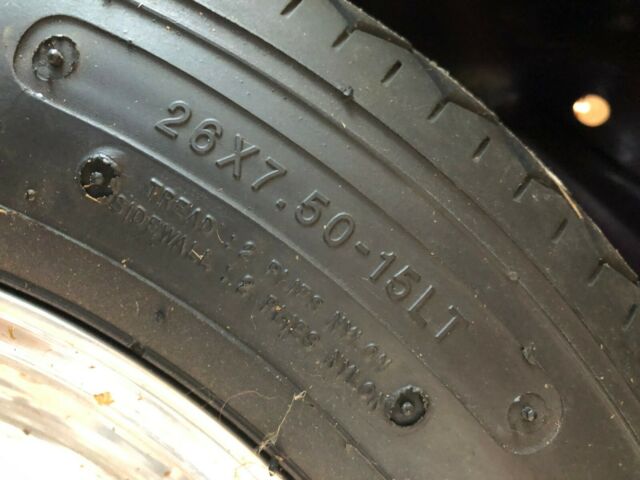 26X7.50-15LT
TREAD : 2 PLIES NYLON
SIDEWALL : 2 PLIES NYLON